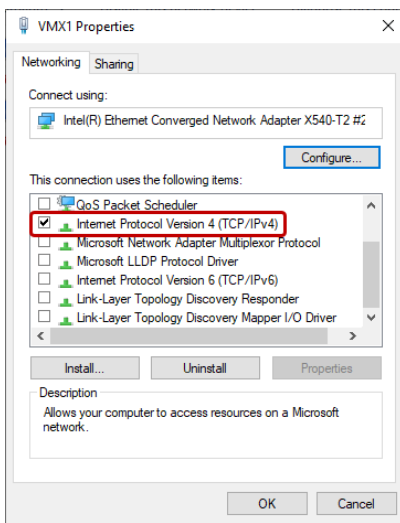 VMX1 Properties
Networking
Sharing
Connect using:
Intel(R) Ethernet Converged Network Adapter X540-T2 #2
Configure...
This connection uses the following items:
QoS Packet Scheduler
Internet Protocol Version 4 (TCP/IPv4)
Microsoft Network Adapter Multiplexor Protocol
Microsoft LLDP Protocol Driver
Internet Protocol Version 6 (TCP/IPv6)
Link-Layer Topology Discovery Responder
Link-Layer Topology Discovery Mapper I/O Driver
Install...
Uninstall
Properties
Description
Allows your computer to access resources on a Microsoft
network.
OK
Cancel